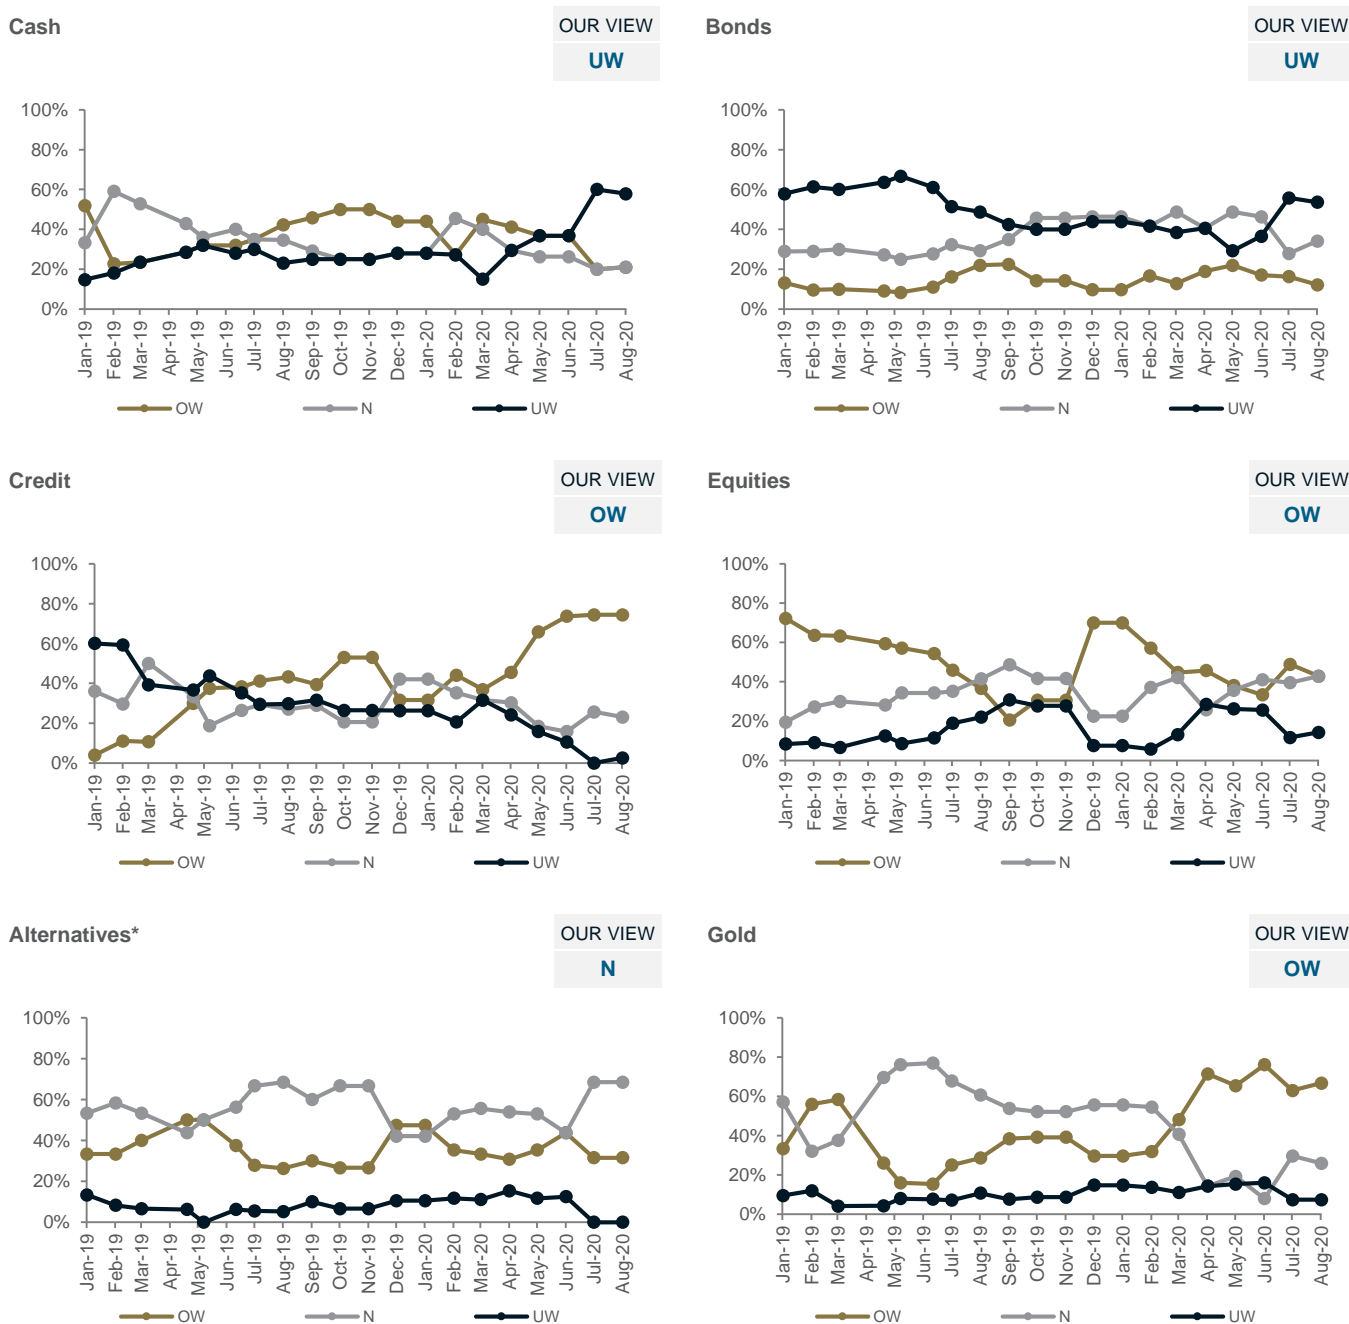 Cash
OUR VIEW
UW
100%
80%
60%
40%
20%
0%
Jan-19
Feb-19
Mar-19
Apr-19
May-19
Jun-19
Jul-19
Aug-19
Sep-19
Oct-19
Nov-19
Dec-19
Jan-20
Feb-20
Mar-20
Apr-20
May-20
Jun-20
Jul-20
Aug-20
OW N UW
Bonds
OUR VIEW
UW
100%
80%
60%
40%
20%
0%
Jan-19
Feb-19
Mar-19
Apr-19
May-19
Jun-19
Jul-19
Aug-19
Sep-19
Oct-19
Nov-19
Dec-19
Jan-20
Feb-20
Mar-20
Apr-20
May-20
Jun-20
Jul-20
Aug-20
OW N UW
Credit
OUR VIEW
OW
100%
80%
60%
40%
20%
0%
Jan-19
Feb-19
Mar-19
Apr-19
May-19
Jun-19
Jul-19
Aug-19
Sep-19
Oct-19
Nov-19
Dec-19
Jan-20
Feb-20
Mar-20
Apr-20
May-20
Jun-20
Jul-20
Aug-20
OW N UW
Equities
OUR VIEW
OW
100%
80%
60%
40%
20%
0%
Jan-19
Feb-19
Mar-19
Apr-19
May-19
Jun-19
Jul-19
Aug-19
Sep-19
Oct-19
Nov-19
Dec-19
Jan-20
Feb-20
Mar-20
Apr-20
May-20
Jun-20
Jul-20
Aug-20
OW N UW
Alternatives*
OUR VIEW
N
100%
80%
60%
40%
20%
0%
Jan-19
Feb-19
Mar-19
Apr-19
May-19
Jun-19
Jul-19
Aug-19
Sep-19
Oct-19
Nov-19
Dec-19
Jan-20
Feb-20
Mar-20
Apr-20
May-20
Jun-20
Jul-20
Aug-20
OW N UW
Gold
OUR VIEW
OW
100%
80%
60%
40%
20%
0%
Jan-19
Feb-19
Mar-19
Apr-19
May-19
Jun-19
Jul-19
Aug-19
Sep-19
Oct-19
Nov-19
Dec-19
Jan-20
Feb-20
Mar-20
Apr-20
May-20
Jun-20
Jul-20
Aug-20
OW N UW